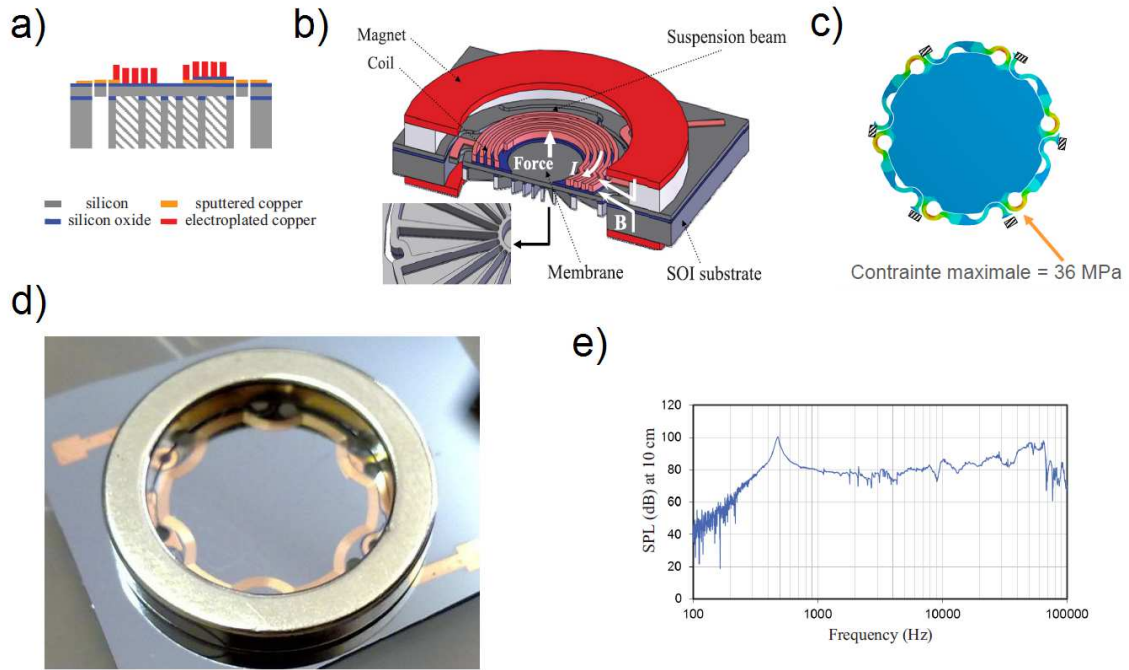 a)
silicon
sputtered copper
silicon oxide
electroplated copper
b)
Magnet
Coil
Suspension beam
Force
I
B
Membrane
SOI substrate
c)
Contrainte maximale = 36 MPa
d)
e)
SPL (dB) at 10 cm
120
100
80
60
40
20
0
100
1000
10000
100000
Frequency (Hz)